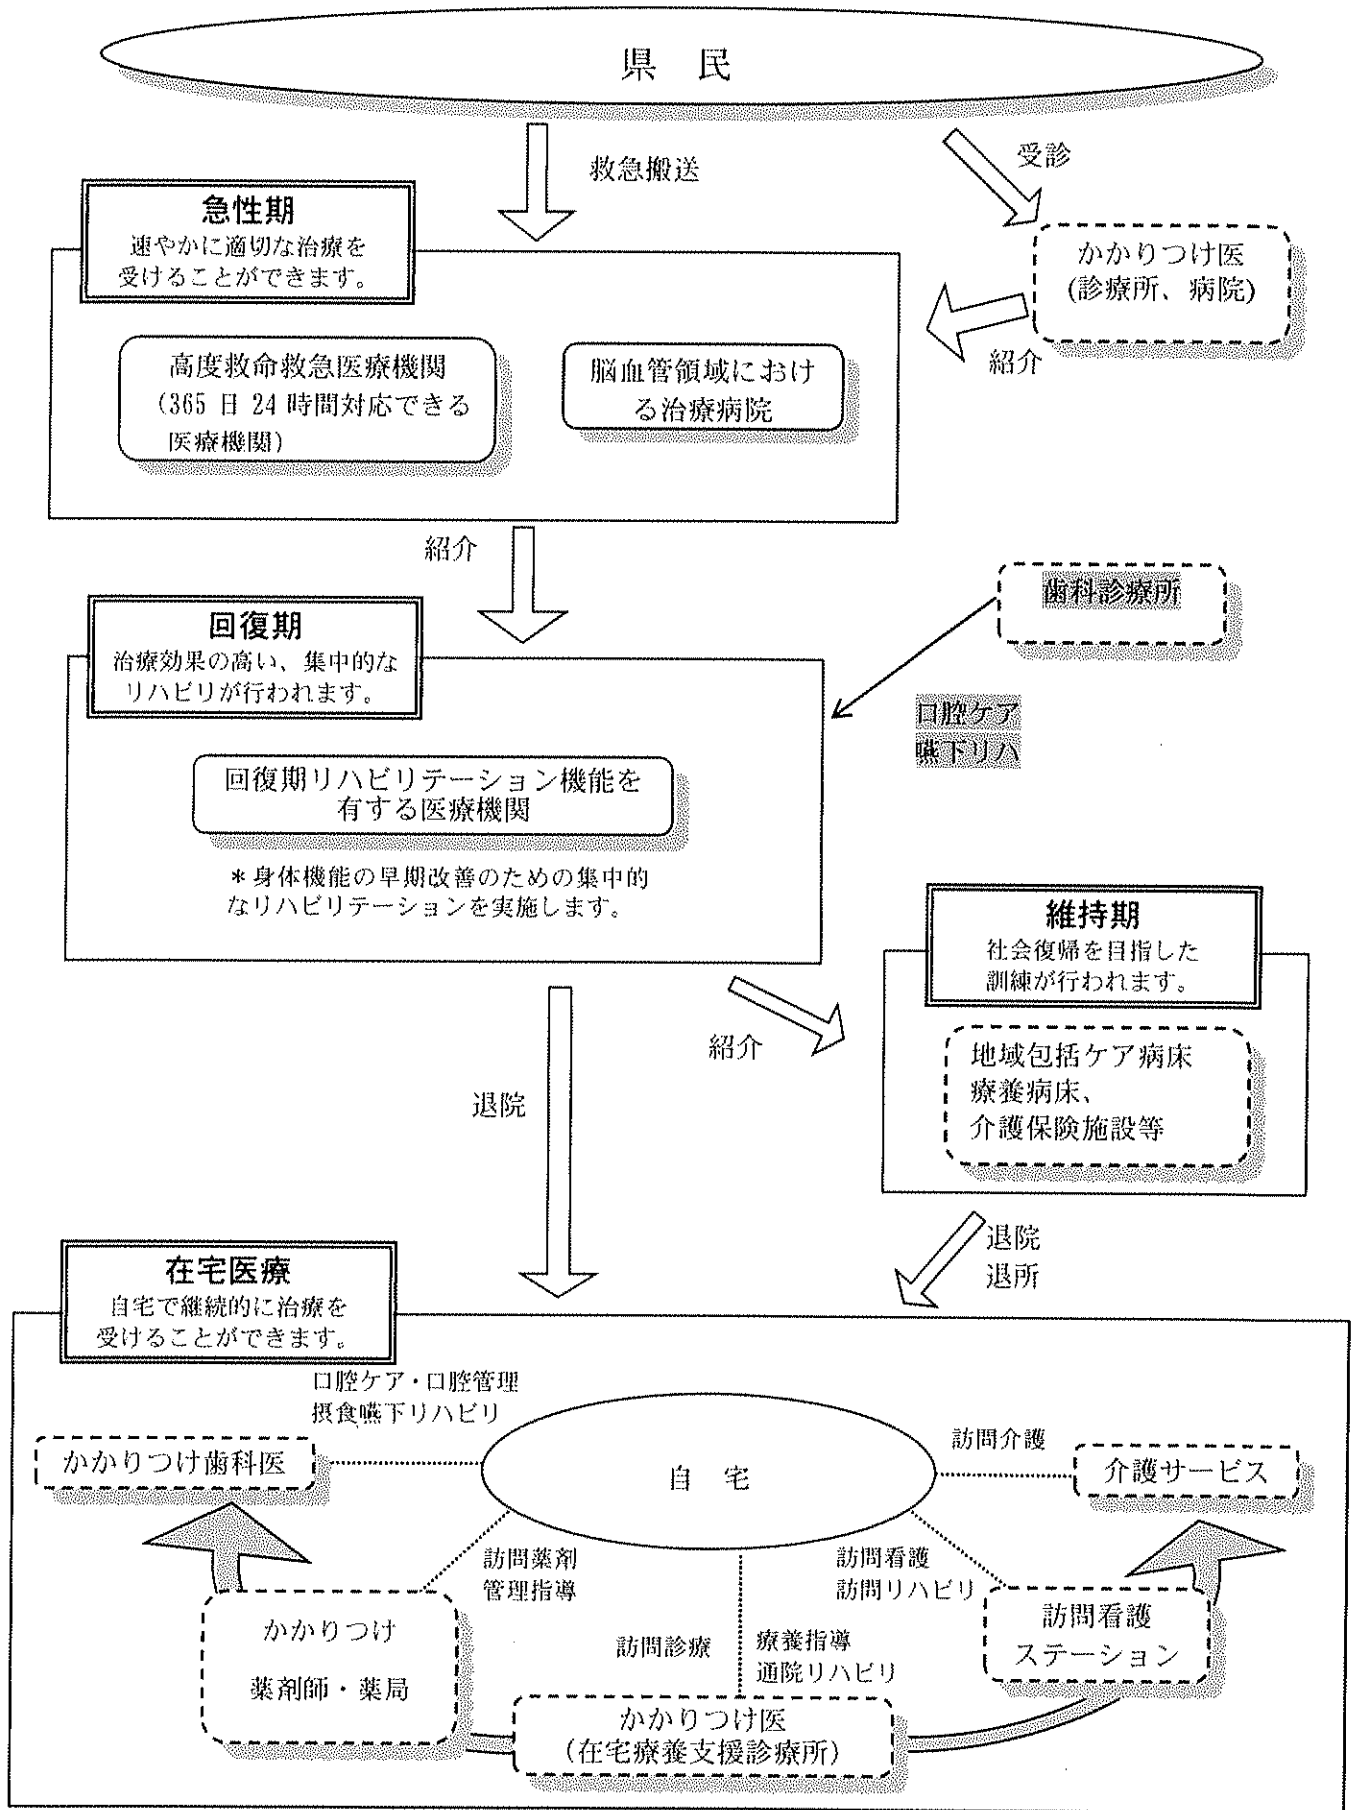 県　民
救急搬送
受診
急性期
速やかに適切な治療を
受けることができます。
かかりつけ医
(診療所、病院)
紹介
高度救命救急医療機関
(365 日 24 時間対応できる
医療機関)
脳血管領域におけ
る治療病院
紹介
歯科診療所
回復期
治療効果の高い、集中的な
リハビリが行われます。
口腔ケア
嚥下リハ
回復期リハビリテーション機能を
有する医療機関
＊身体機能の早期改善のための集中的
なリハビリテーションを実施します。
維持期
社会復帰を目指した
訓練が行われます。
紹介
地域包括ケア病床
療養病床、
介護保険施設等
退院
退院
退所
在宅医療
自宅で継続的に治療を
受けることができます。
口腔ケア・口腔管理
摂食嚥下リハビリ
かかりつけ歯科医
自　宅
訪問介護
介護サービス
訪問薬剤
管理指導
訪問看護
訪問リハビリ
かかりつけ
薬剤師・薬局
訪問診療
療養指導
通院リハビリ
訪問看護
ステーション
かかりつけ医
(在宅療養支援診療所)